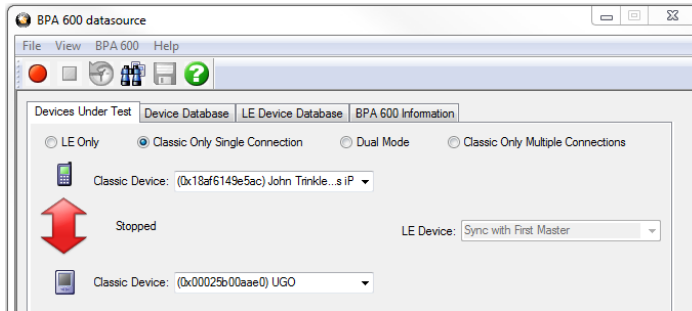 BPA 600 datasource
File View BPA 600 Help
Devices Under Test Device Database LE Device Database BPA 600 Information
LE Only Classic Only Single Connection Dual Mode Classic Only Multiple Connections
Classic Device: (0x18af6149e5ac) John Trinkle...s iP
Stopped
LE Device: Sync with First Master
Classic Device: (0x00025b00aae0) UGO